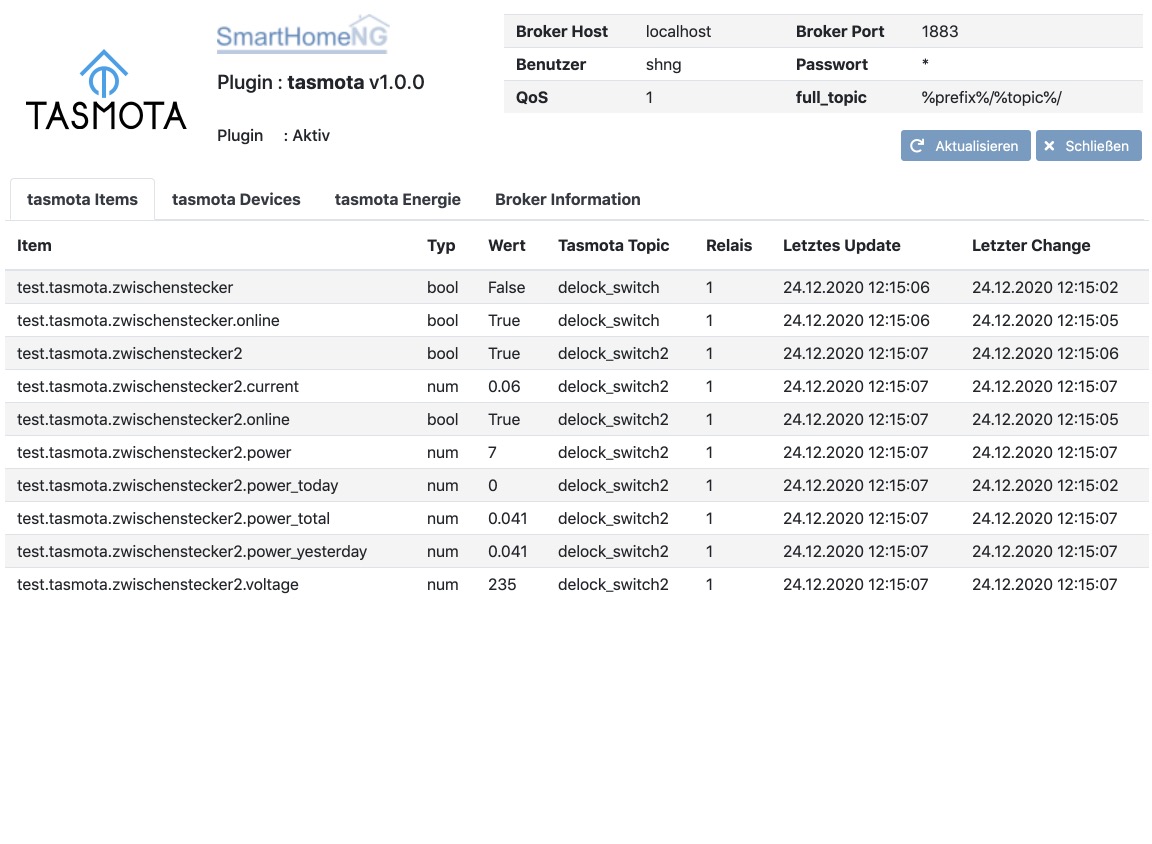 TASMOTA
SmartHomeNG
Plugin : tasmota v1.0.0
Plugin : Aktiv
Broker Host localhost Broker Port 1883
Benutzer shng Passwort *
QoS 1 full_topic %prefix%/%topic%/
Aktualisieren Schließen
tasmota Items tasmota Devices tasmota Energie Broker Information
Item Typ Wert Tasmota Topic Relais Letztes Update Letzter Change
test.tasmota.zwischenstecker bool False delock_switch 1 24.12.2020 12:15:06 24.12.2020 12:15:02
test.tasmota.zwischenstecker.online bool True delock_switch 1 24.12.2020 12:15:06 24.12.2020 12:15:05
test.tasmota.zwischenstecker2 bool True delock_switch2 1 24.12.2020 12:15:07 24.12.2020 12:15:06
test.tasmota.zwischenstecker2.current num 0.06 delock_switch2 1 24.12.2020 12:15:07 24.12.2020 12:15:07
test.tasmota.zwischenstecker2.online bool True delock_switch2 1 24.12.2020 12:15:07 24.12.2020 12:15:05
test.tasmota.zwischenstecker2.power num 7 delock_switch2 1 24.12.2020 12:15:07 24.12.2020 12:15:07
test.tasmota.zwischenstecker2.power_today num 0 delock_switch2 1 24.12.2020 12:15:07 24.12.2020 12:15:02
test.tasmota.zwischenstecker2.power_total num 0.041 delock_switch2 1 24.12.2020 12:15:07 24.12.2020 12:15:07
test.tasmota.zwischenstecker2.power_yesterday num 0.041 delock_switch2 1 24.12.2020 12:15:07 24.12.2020 12:15:07
test.tasmota.zwischenstecker2.voltage num 235 delock_switch2 1 24.12.2020 12:15:07 24.12.2020 12:15:07